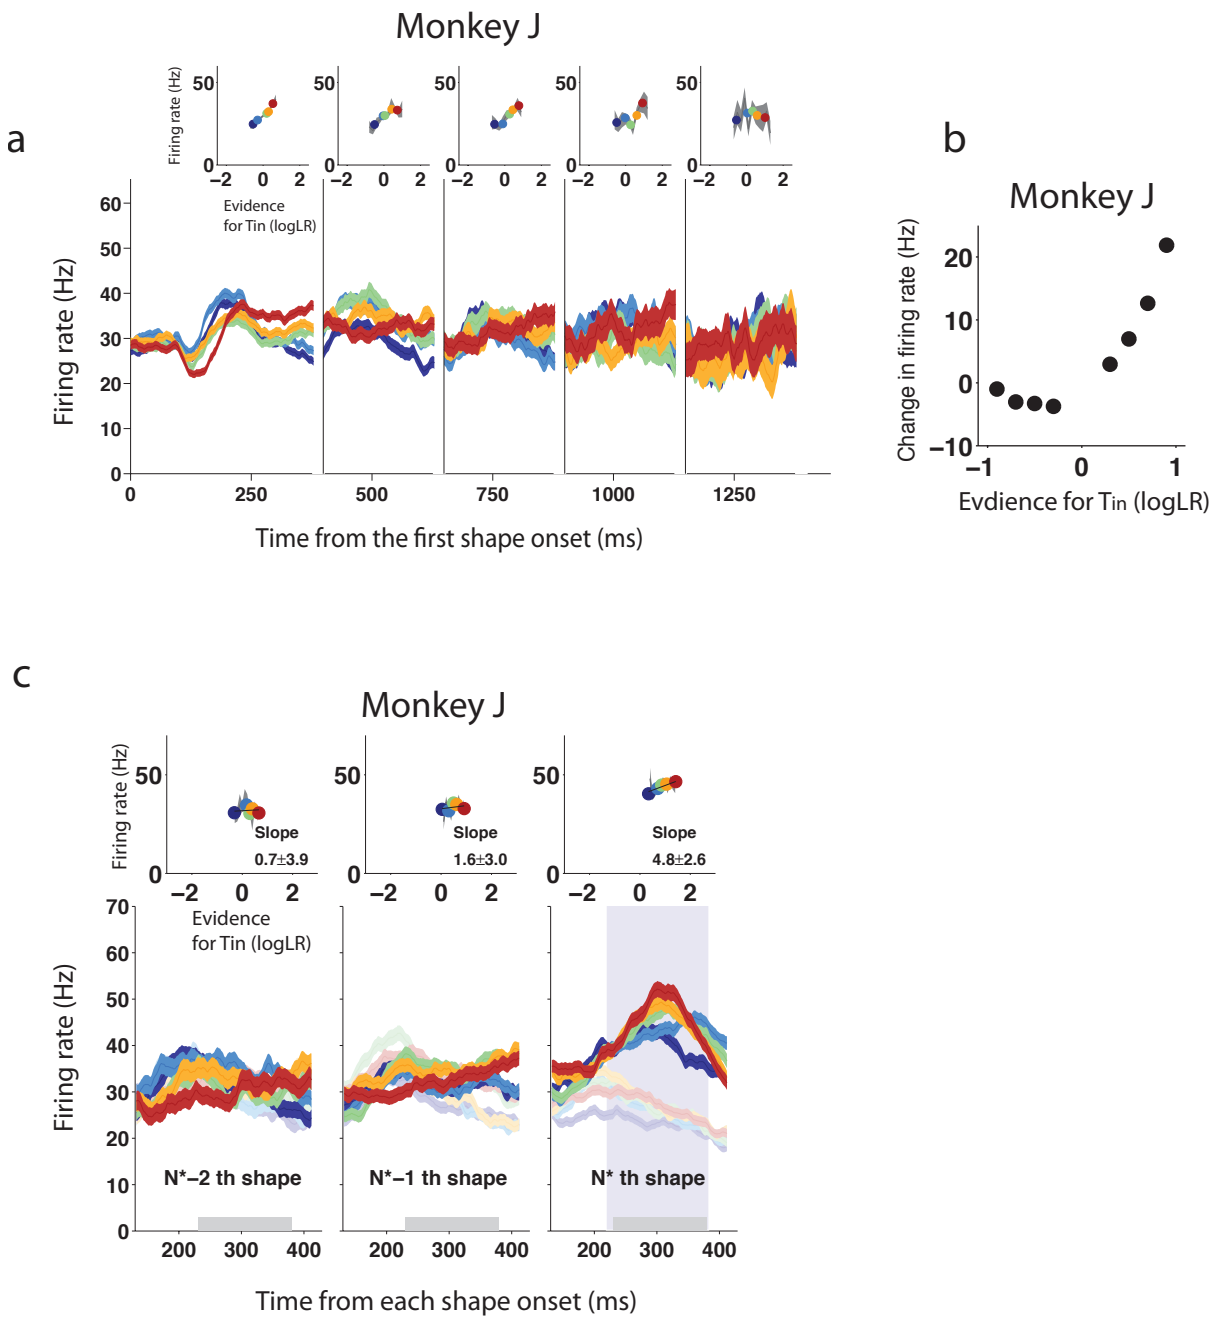 Monkey J
a
Firing rate (Hz)
50
0
−2 0 2
50
0
−2 0 2
50
0
−2 0 2
50
0
−2 0 2
50
0
−2 0 2
Evidence
for Tin (logLR)
Firing rate (Hz)
60
50
40
30
20
10
0
0 250 500 750 1000 1250
Time from the first shape onset (ms)
b
Monkey J
Change in firing rate (Hz)
20
10
0
−10
−1 0 1
Evdience for Tin (logLR)
c
Monkey J
Firing rate (Hz)
50
0
−2 0 2
Slope
0.7±3.9
50
0
−2 0 2
Slope
1.6±3.0
50
0
−2 0 2
Slope
4.8±2.6
Evidence
for Tin (logLR)
Firing rate (Hz)
70
60
50
40
30
20
10
0
N*−2 th shape
N*−1 th shape
N* th shape
200 300 400
200 300 400
200 300 400
Time from each shape onset (ms)